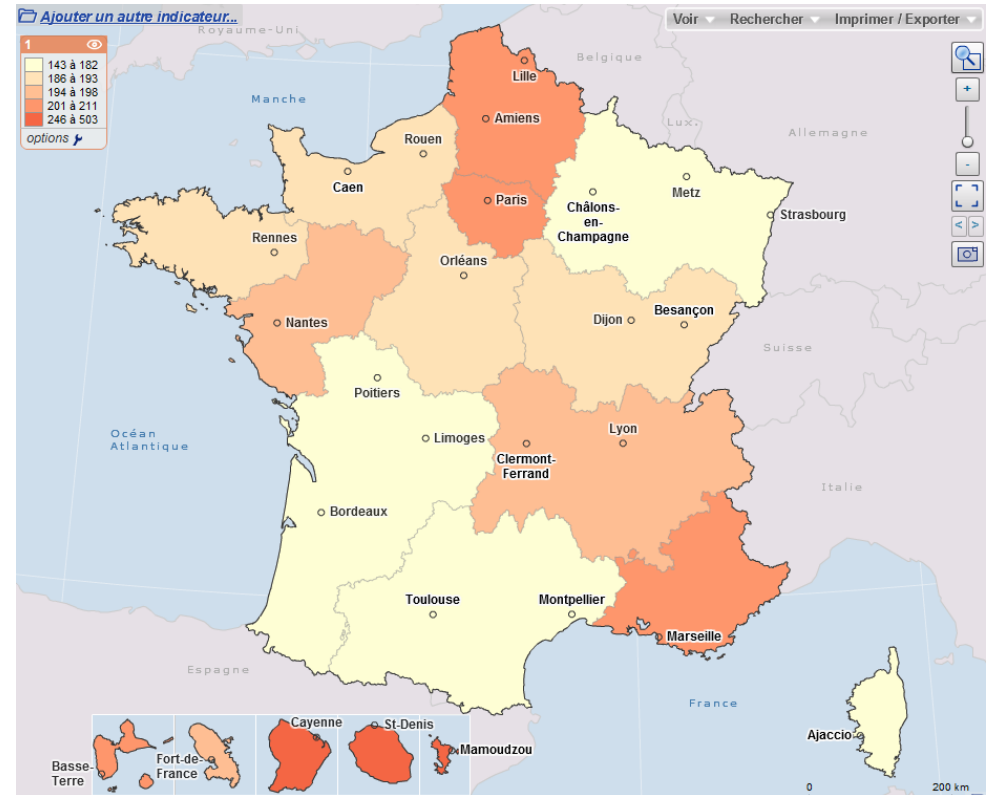 Ajouter un autre indicateur...
Voir
Rechercher
Imprimer / Exporter
1
143 à 182
186 à 193
194 à 198
201 à 211
246 à 503
options
Royaume-Uni
Belgique
Lille
Manche
Amiens
Lux.
Allemagne
Rouen
Caen
Metz
Paris
Châlons-
en-
Champagne
Strasbourg
Rennes
Orléans
Nantes
Dijon
Besançon
Suisse
Poitiers
Océan
Atlantique
Limoges
Lyon
Clermont-
Ferrand
Italie
Bordeaux
Toulouse
Montpellier
Marseille
Espagne
France
Ajaccio
Basse-
Terre
Fort-de-
France
Cayenne
St-Denis
Mamoudzou
0
200 km
+
-
<
>